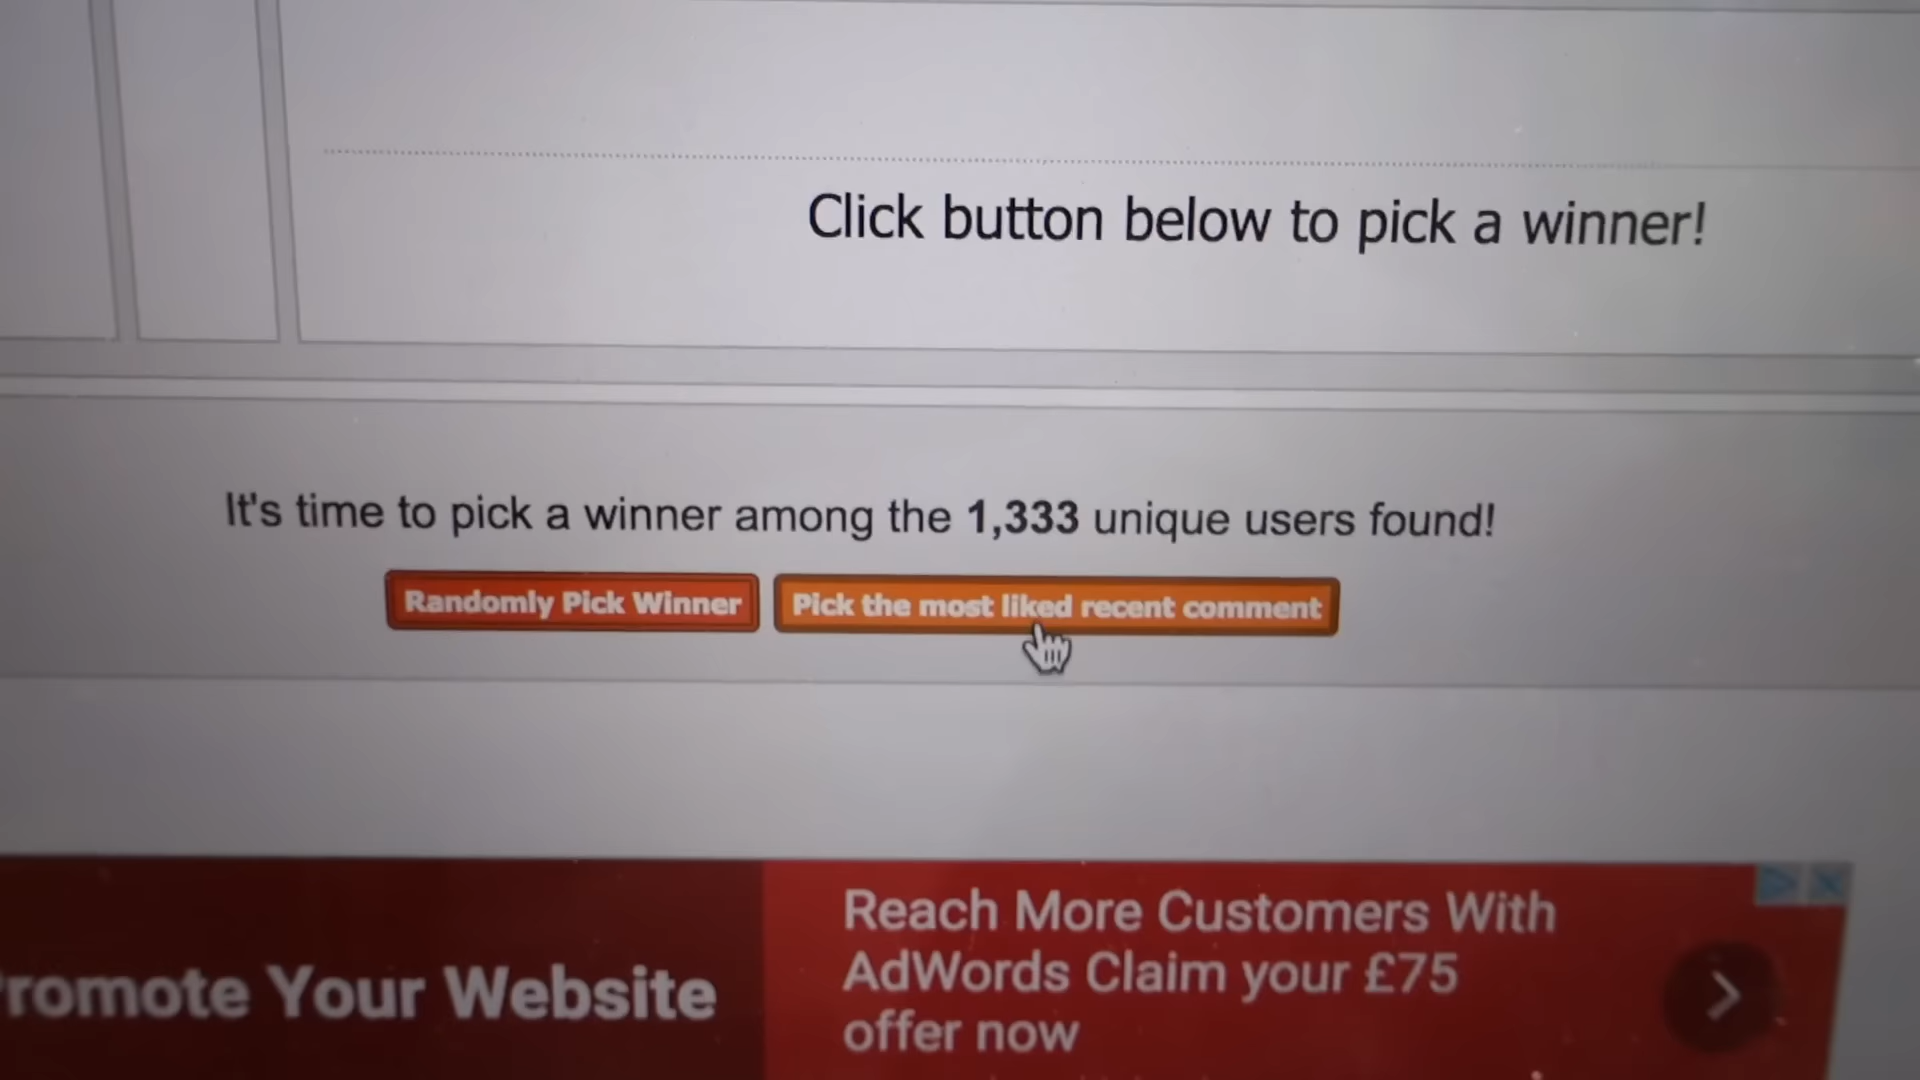 Click button below to pick a winner!
It's time to pick a winner among the 1,333 unique users found!
Randomly Pick Winner
Pick the most liked recent comment
romote Your Website
Reach More Customers With
AdWords Claim your £75
offer now